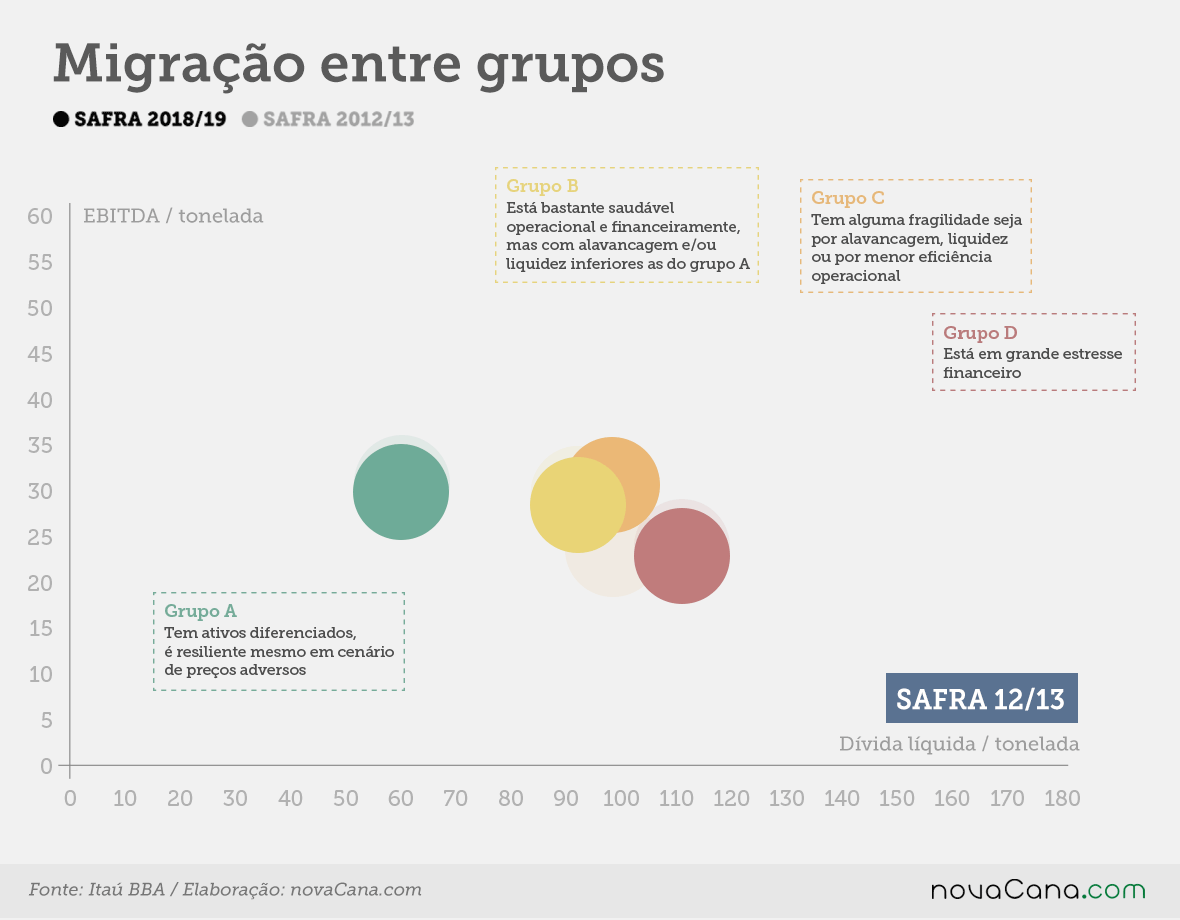 Migração entre grupos
SAFRA 2018/19 SAFRA 2012/13
Grupo B
Está bastante saudável
operacional e financeiramente,
mas com alavancagem e/ou
liquidez inferiores as do grupo A
Grupo C
Tem alguma fragilidade seja
por alavancagem, liquidez
ou por menor eficiência
operacional
Grupo D
Está em grande estresse
financeiro
EBITDA / tonelada
60
55
50
45
40
35
30
25
20
15
10
5
0
Grupo A
Tem ativos diferenciados,
é resiliente mesmo em cenário
de preços adversos
SAFRA 12/13
Dívida líquida / tonelada
0 10 20 30 40 50 60 70 80 90 100 110 120 130 140 150 160 170 180
Fonte: Itaú BBA / Elaboração: novaCana.com
novaCana.com